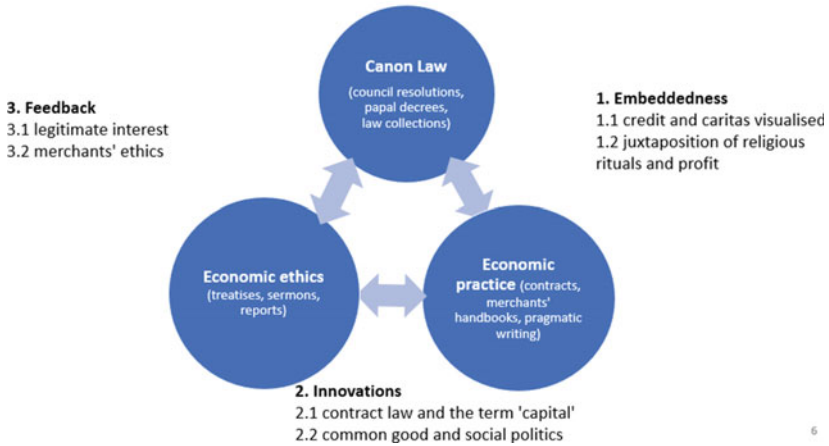 Canon Law
(council resolutions,
papal decrees,
law collections)
3. Feedback
3.1 legitimate interest
3.2 merchants' ethics
1. Embeddedness
1.1 credit and caritas visualised
1.2 juxtaposition of religious
rituals and profit
Economic ethics
(treatises, sermons,
reports)
Economic
practice (contracts,
merchants'
handbooks, pragmatic
writing)
2. Innovations
2.1 contract law and the term 'capital'
2.2 common good and social politics
6